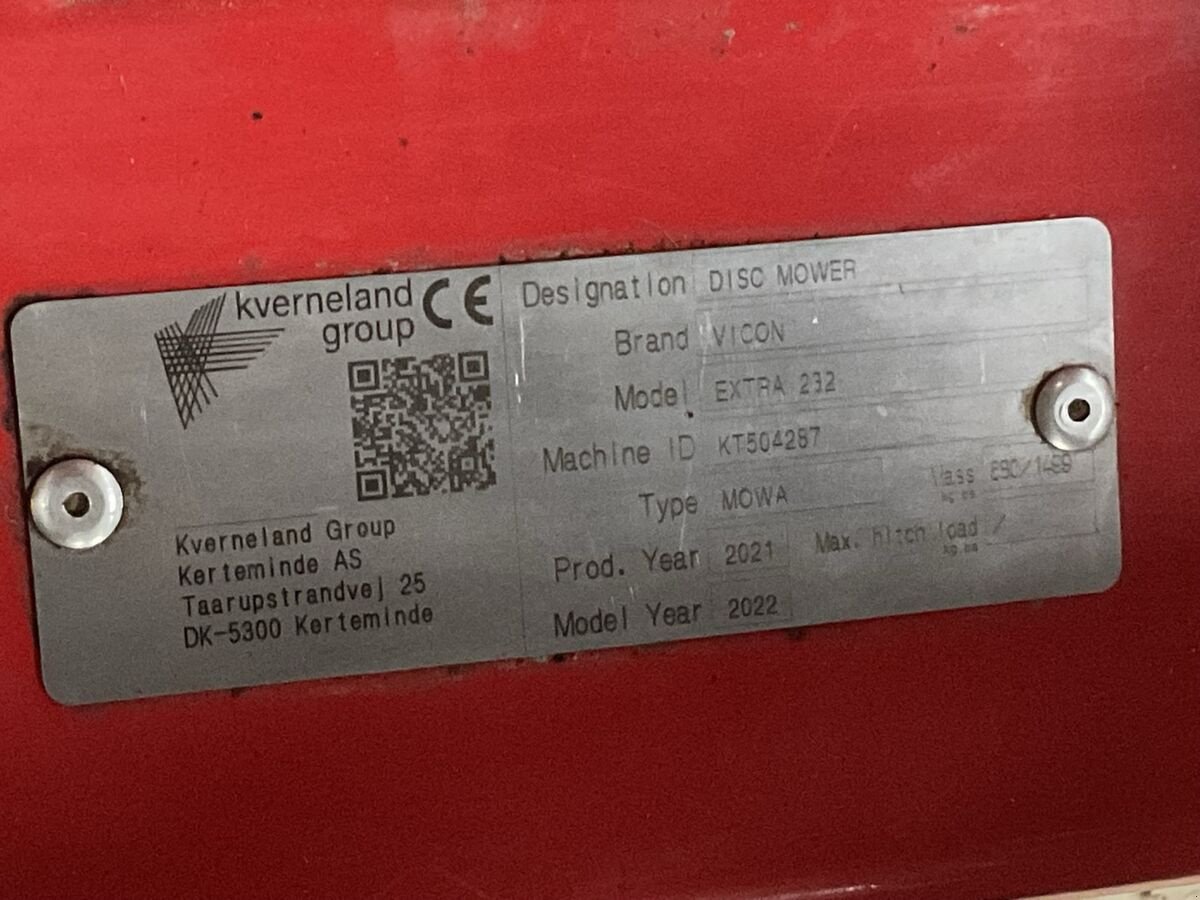 kverneland
group
CE
Kverneland Group
Kerteminde AS
Taarupstrandvej 25
DK-5300 Kerteminde
Designation DISC MOWER
Brand VICON
Model EXTRA 232
Machine ID KT504287
Type MOWA
Mass
Prod. Year 2021
Max. hitch load /
Model Year 2022